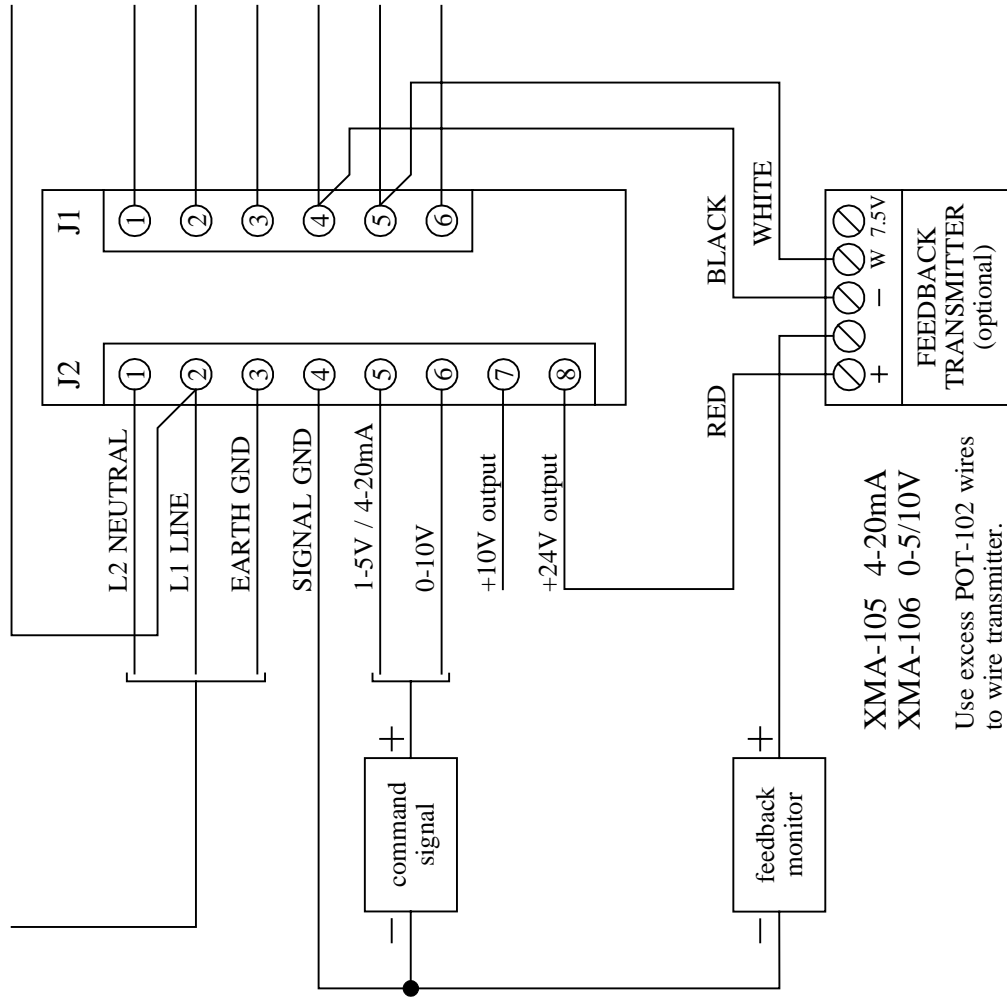 J1
1
2
3
4
5
6
J2
1
2
3
4
5
6
7
8
L2 NEUTRAL
L1 LINE
EARTH GND
SIGNAL GND
1-5V / 4-20mA
0-10V
+10V output
+24V output
BLACK
WHITE
RED
+
−
W
7.5V
FEEDBACK
TRANSMITTER
(optional)
+
command
signal
−
+
feedback
monitor
−
XMA-105 4-20mA
XMA-106 0-5/10V
Use excess POT-102 wires
to wire transmitter.